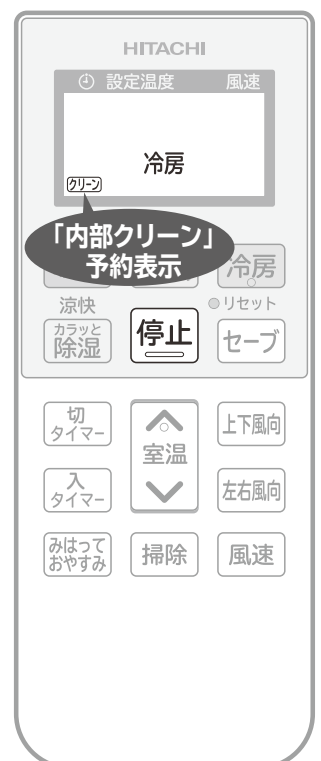 HITACHI
設定温度 風速
冷房
クリーン
「内部クリーン」
予約表示
冷房
涼快
リセット
カラッと
除湿
停止
セーブ
切
タイマー
室温
上下風向
入
タイマー
左右風向
みはって
おやすみ
掃除
風速